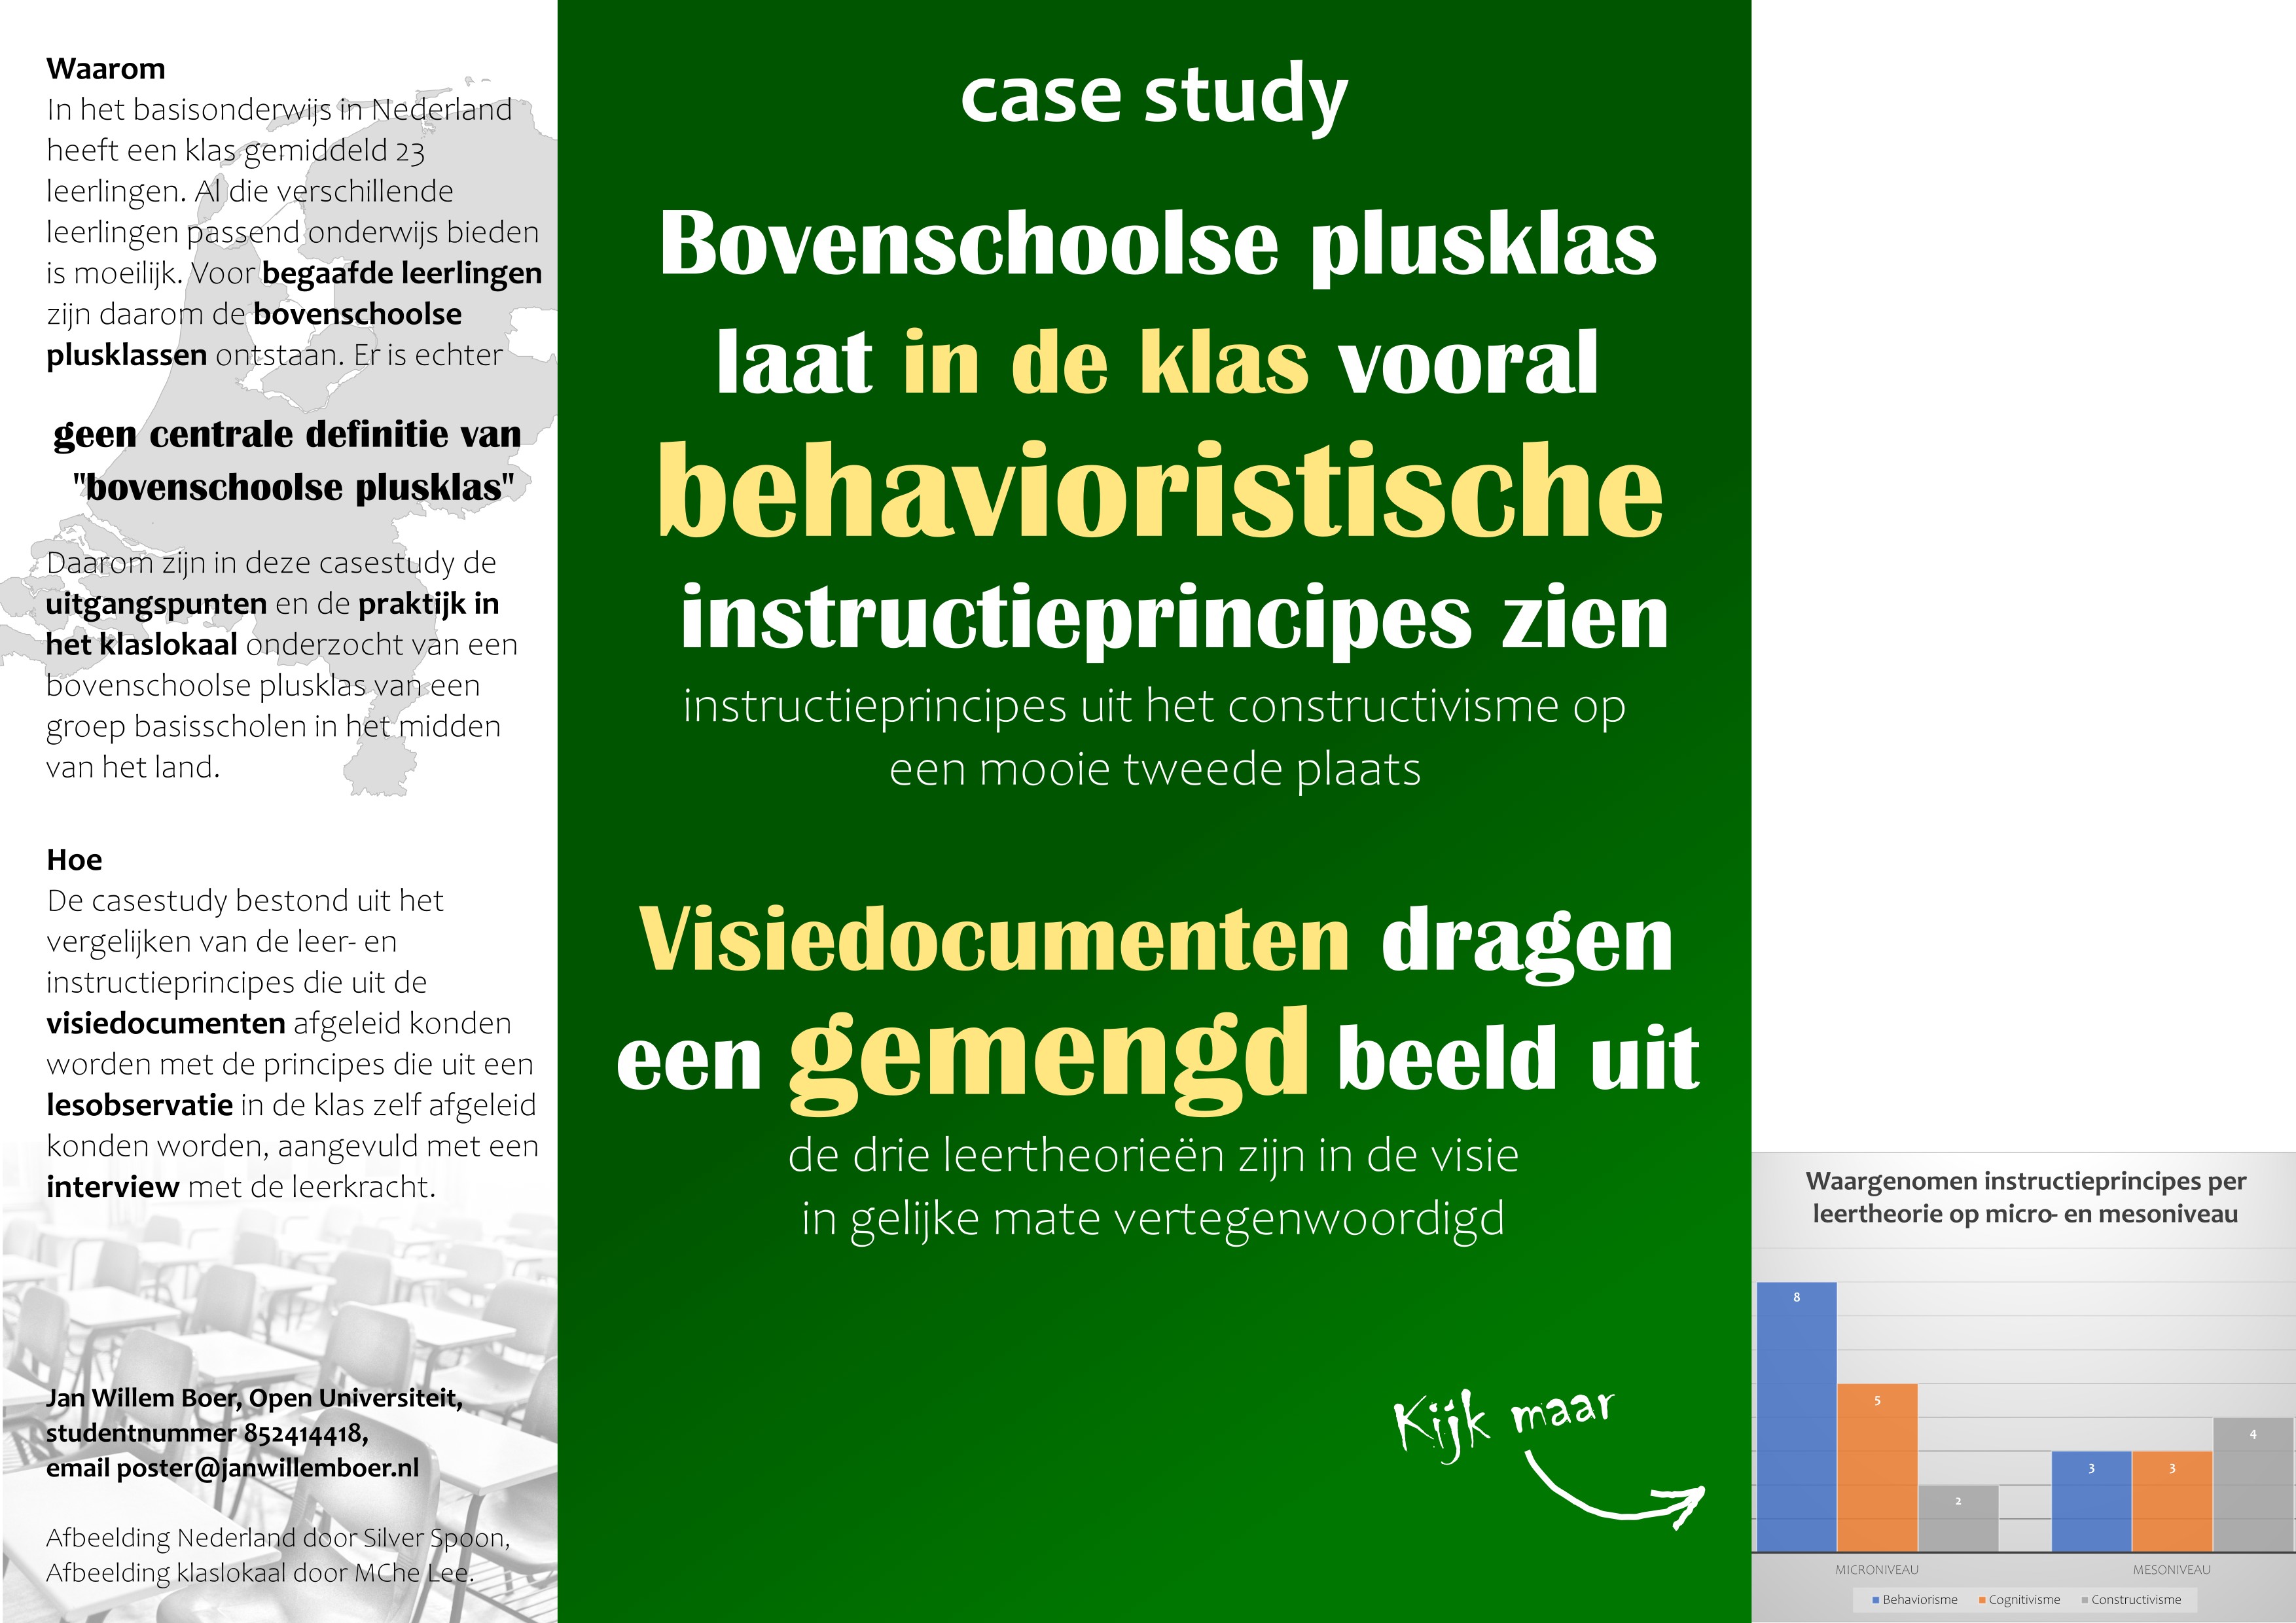 Waarom
In het basisonderwijs in Nederland
heeft een klas gemiddeld 23
leerlingen. Al die verschillende
leerlingen passend onderwijs bieden
is moeilijk. Voor begaafde leerlingen
zijn daarom de bovenschoolse
plusklassen ontstaan. Er is echter
geen centrale definitie van
"bovenschoolse plusklas"
Daarom zijn in deze casestudy de
uitgangspunten en de praktijk in
het klaslokaal onderzocht van een
bovenschoolse plusklas van een
groep basisscholen in het midden
van het land.
Hoe
De casestudy bestond uit het
vergelijken van de leer- en
instructieprincipes die uit de
visiedocumenten afgeleid konden
worden met de principes die uit een
lesobservatie in de klas zelf afgeleid
konden worden, aangevuld met een
interview met de leerkracht.
Jan Willem Boer, Open Universiteit,
studentnummer 852414418,
email poster@janwillemboer.nl
Afbeelding Nederland door Silver Spoon,
Afbeelding klaslokaal door MChe Lee.
case study
Bovenschoolse plusklas
laat in de klas vooral
behavioristische
instructieprincipes zien
instructieprincipes uit het constructivisme op
een mooie tweede plaats
Visiedocumenten dragen
een gemengd beeld uit
de drie leertheorieën zijn in de visie
in gelijke mate vertegenwoordigd
Kijk maar
Waargenomen instructieprincipes per
leertheorie op micro- en mesoniveau
8
5
2
3
3
4
MICRONIVEAU
MESONIVEAU
Behaviorisme
Cognitivisme
Constructivisme